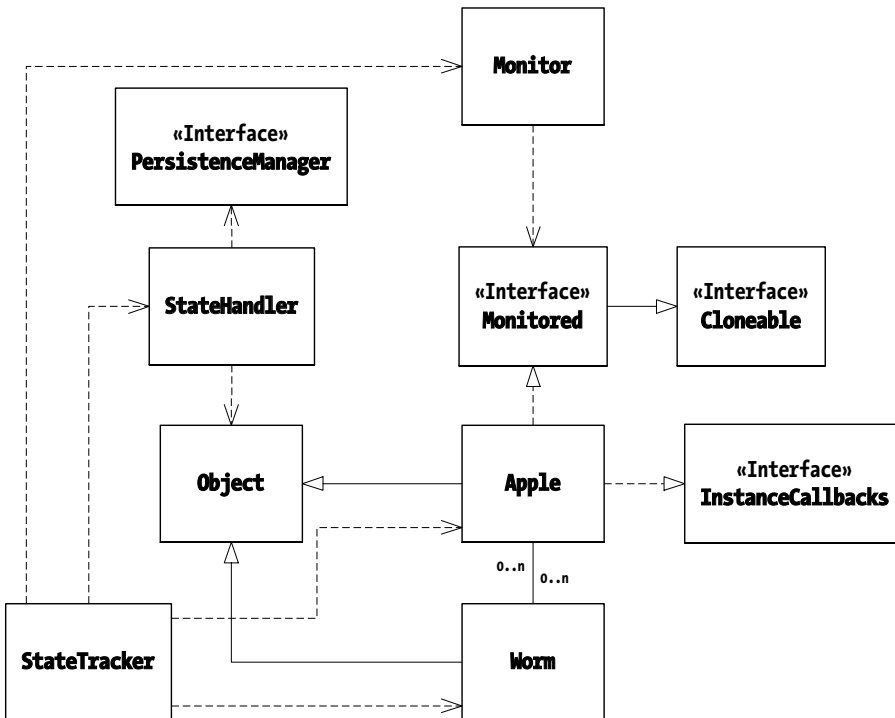 Monitor
«Interface»
PersistenceManager
StateHandler
«Interface»
Monitored
«Interface»
Cloneable
Object
Apple
«Interface»
InstanceCallbacks
0..n
0..n
StateTracker
Worm